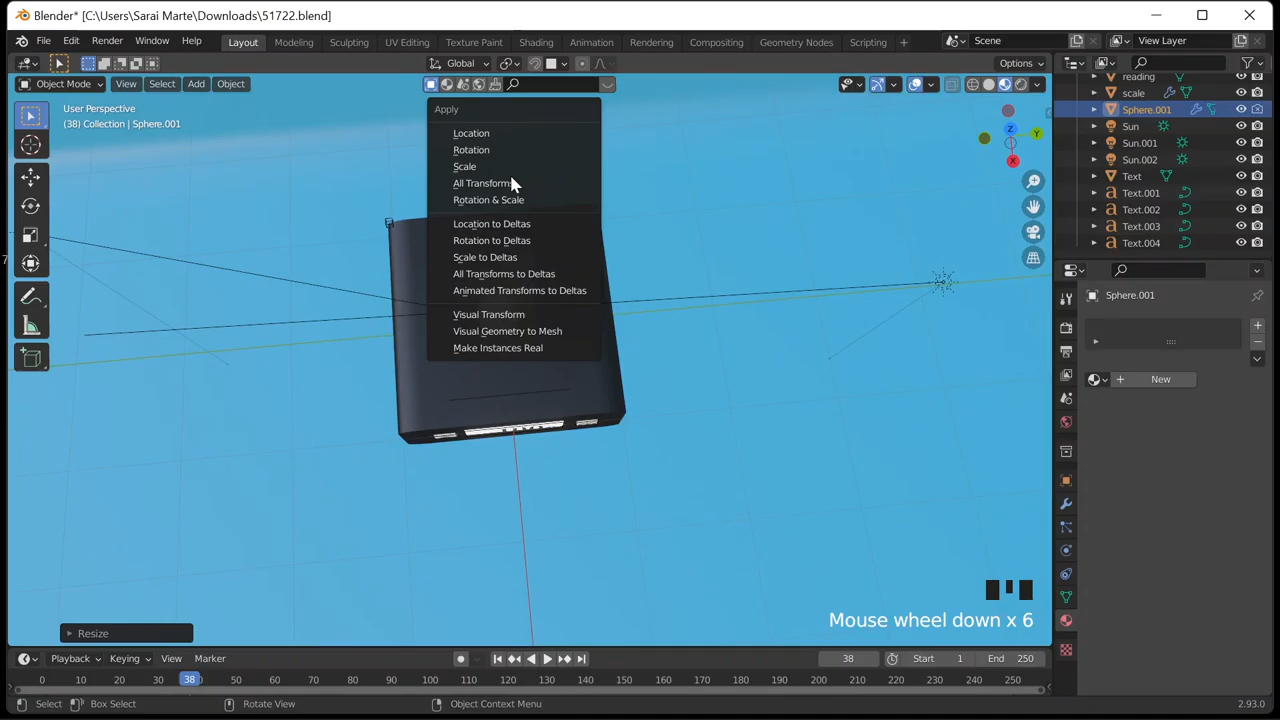 Blender* [C:\Users\Sarai Marte\Downloads\51722.blend]
File Edit Render Window Help Layout Modeling Sculpting UV Editing Texture Paint Shading Animation Rendering Compositing Geometry Nodes Scripting + Scene View Layer
Global Options
Object Mode View Select Add Object
User Perspective
(38) Collection | Sphere.001
Apply
Location
Rotation
Scale
All Transforms
Rotation & Scale
Location to Deltas
Rotation to Deltas
Scale to Deltas
All Transforms to Deltas
Animated Transforms to Deltas
Visual Transform
Visual Geometry to Mesh
Make Instances Real
Z
Y
X
7
reading
scale
Sphere.001
Sun
Sun.001
Sun.002
Text
Text.001
Text.002
Text.003
Text.004
Sphere.001
+ New
Mouse wheel down x 6
Resize
Playback Keying View Marker 38 Start 1 End 250
0 10 20 30 38 50 60 70 80 90 100 110 120 130 140 150 160 170 180 190 200 210 220 230 240 250
Select Box Select Rotate View Object Context Menu 2.93.0